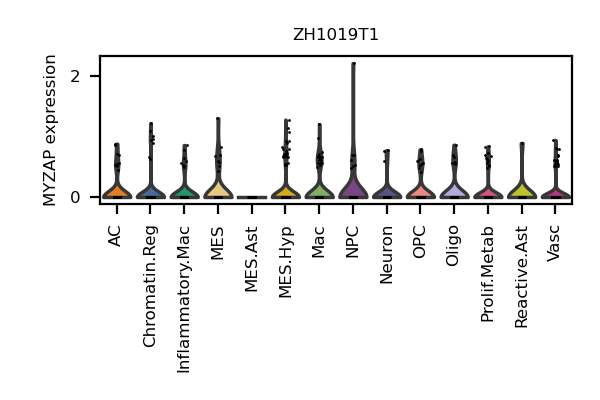 ZH1019T1
MYZAP expression
2
0
AC
Chromatin.Reg
Inflammatory.Mac
MES
MES.Ast
MES.Hyp
Mac
NPC
Neuron
OPC
Oligo
Prolif.Metab
Reactive.Ast
Vasc